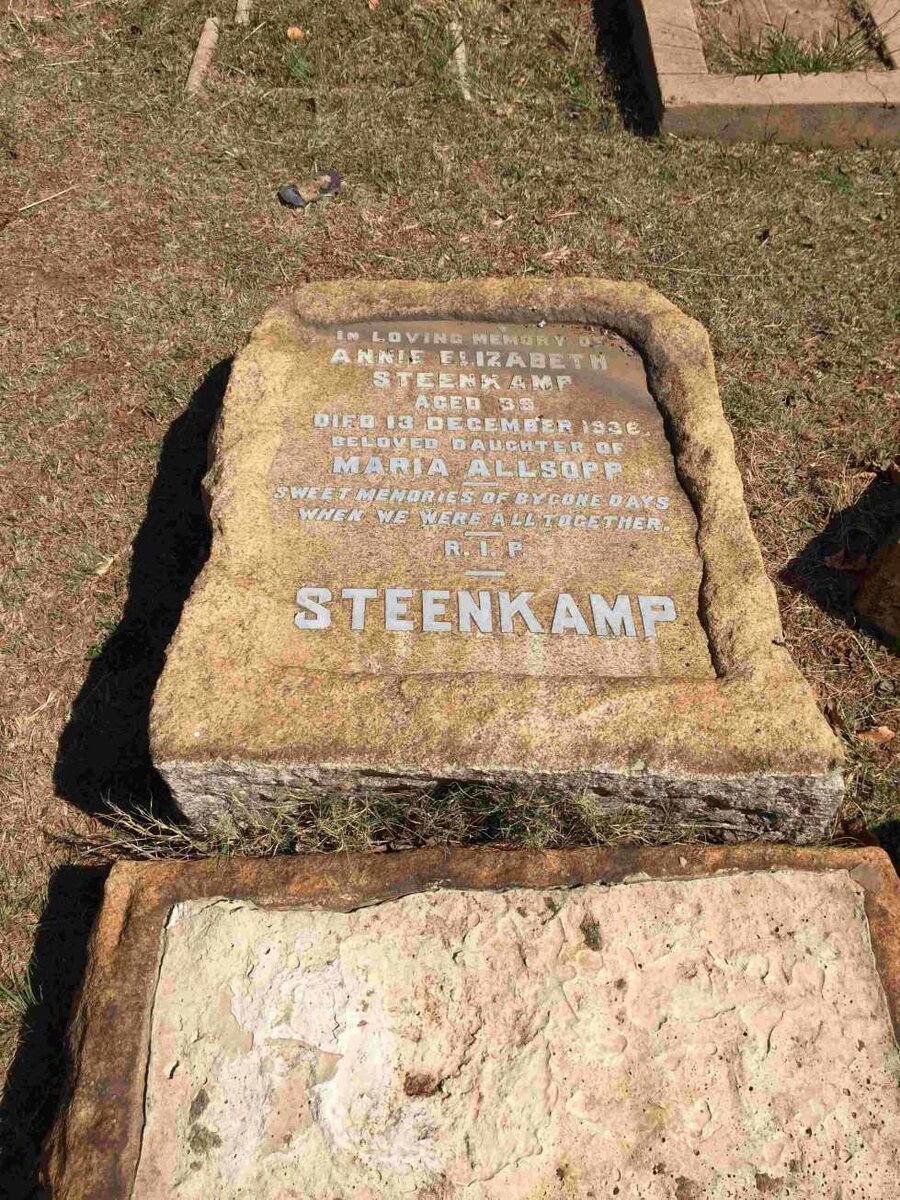 IN LOVING MEMORY OF
ANNIE ELIZABETH
STEENKAMP
AGED
DIED 13 DECEMBER 1936.
BELOVED DAUGHTER OF
MARIA ALLSOPP
SWEET MEMORIES OF BYGONE DAYS
WHEN WE WERE ALL TOGETHER.
R.I.P
STEENKAMP